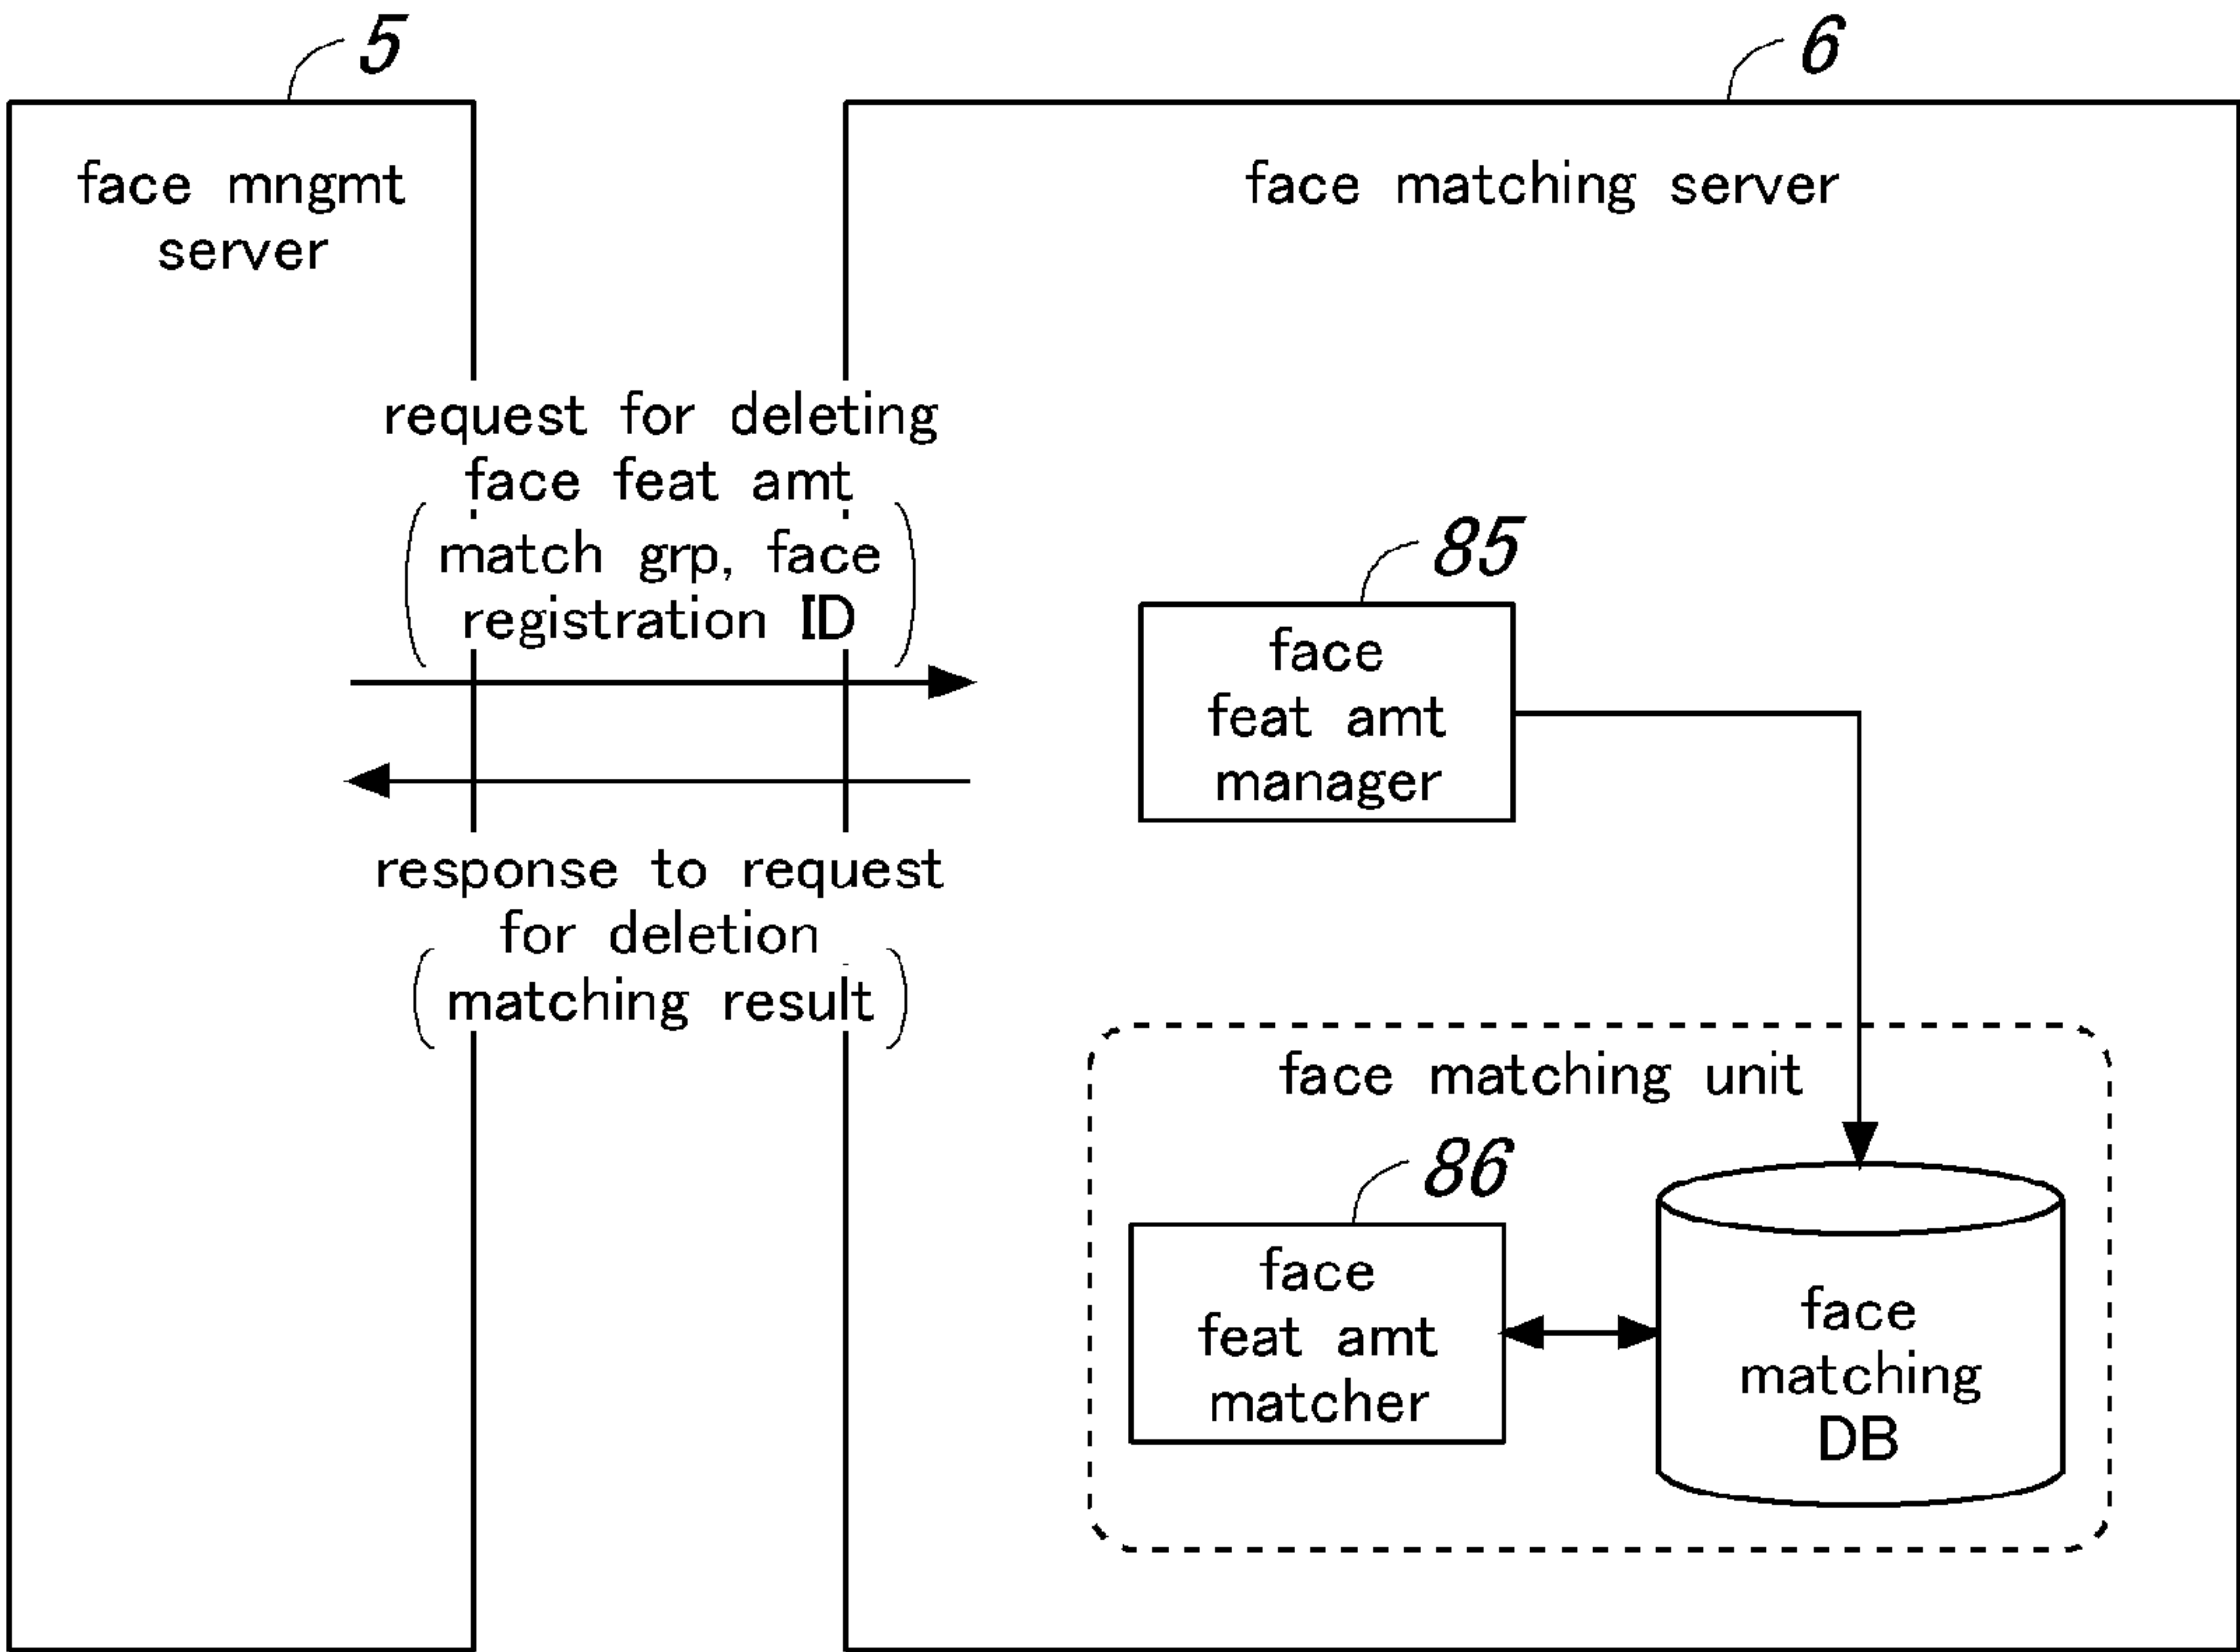 5
6
face mngmt
server
face matching server
request for deleting
face feat amt
match grp, face
registration ID
85
face
feat amt
manager
response to request
for deletion
matching result
face matching unit
86
face
feat amt
matcher
face
matching
DB